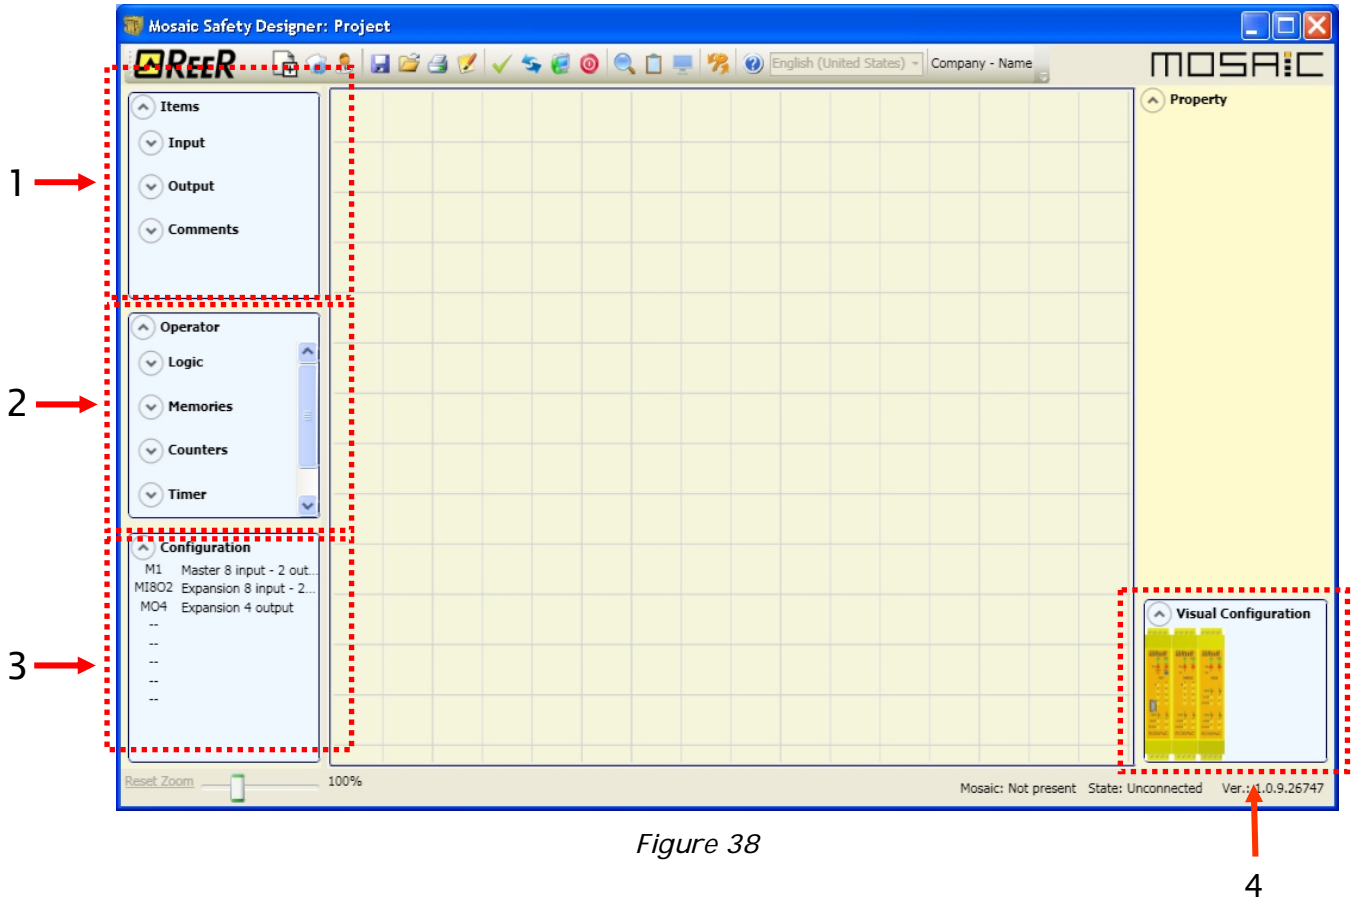 Mosaic Safety Designer: Project
REER
English (United States)
Company - Name
MOSAIC
Items
Input
Output
Comments
1
Operator
Logic
Memories
Counters
Timer
2
Configuration
M1 Master 8 input - 2 out...
MI8O2 Expansion 8 input - 2...
MO4 Expansion 4 output
--
--
--
--
--
3
Property
Visual Configuration
Reset Zoom
100%
Mosaic: Not present State: Unconnected Ver.: 1.0.9.26747
Figure 38
4